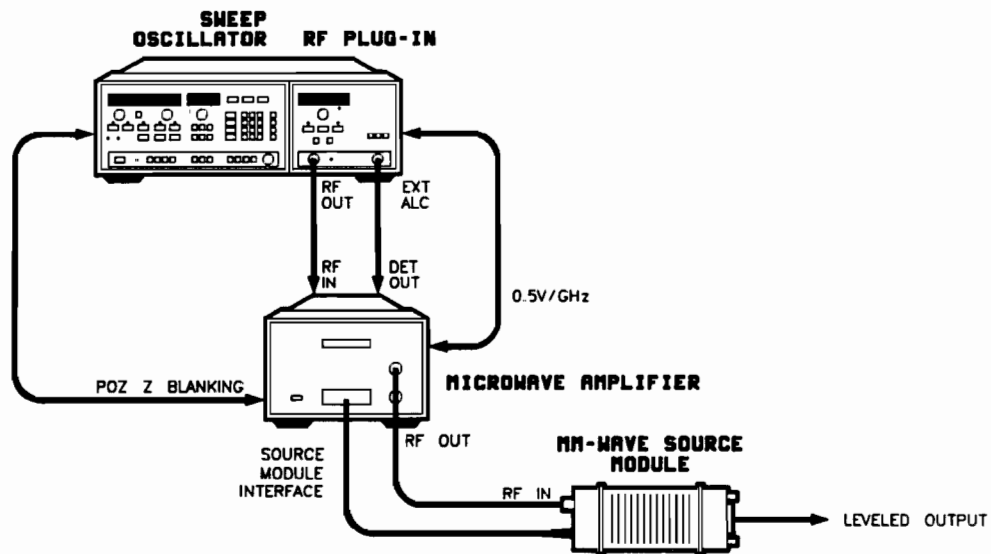 SWEEP
OSCILLATOR RF PLUG-IN
RF
OUT
EXT
ALC
RF
IN
DET
OUT
0.5V/GHz
POZ Z BLANKING
MICROWAVE AMPLIFIER
RF OUT
SOURCE
MODULE
INTERFACE
MM-WAVE SOURCE
MODULE
RF IN
LEVELED OUTPUT